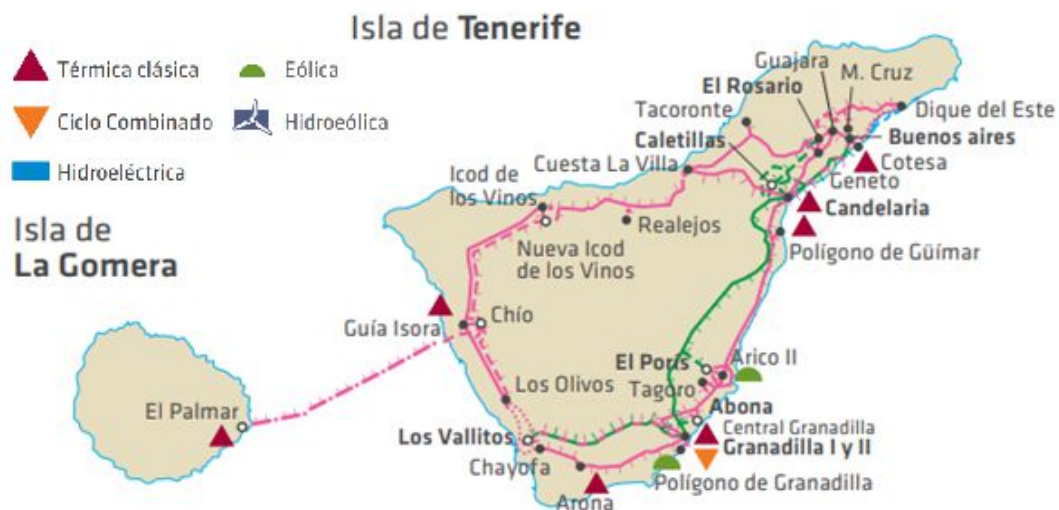 Isla de Tenerife
Térmica clásica
Eólica
Ciclo Combinado
Hidroeólica
Hidroeléctrica
Isla de
La Gomera
Guajara
M. Cruz
El Rosario
Tacoronte
Dique del Este
Caletillas
Buenos aires
Cotesa
Cuesta La Villa
Geneto
Icod de
los Vinos
Candelaria
Realejos
Polígono de Güímar
Nueva Icod
de los Vinos
Chío
Guía Isora
El Porís
Arico II
Tagoro
Los Olivos
El Palmar
Abona
Central Granadilla
Los Vallitos
Granadilla I y II
Chayofa
Polígono de Granadilla
Arona